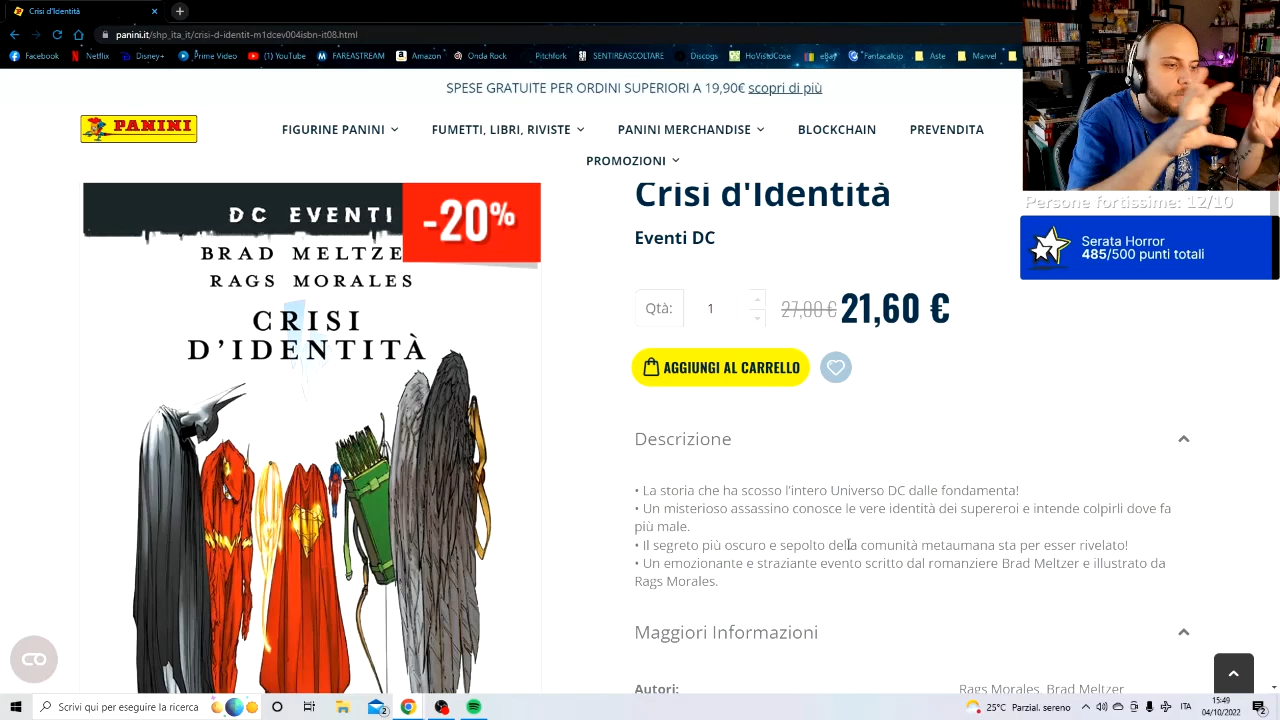 Crisi d'Identità
panini.it/shp_ita_it/crisi-d-identit-m1dcev004isbn-it08.html
Facebook
Netflix
Disney+
Prime Video
(1) YouTube
FAREBORDONE
Amazon
Onda Rock
Pitchfork
SENTIREASCOLTARE
Discogs
HoVistoCose
eBay
Fantacalcio
Aste
Marvel
SPESE GRATUITE PER ORDINI SUPERIORI A 19,90€ scopri di più
PANINI
FIGURINE PANINI
FUMETTI, LIBRI, RIVISTE
PANINI MERCHANDISE
BLOCKCHAIN
PREVENDITA
PROMOZIONI
Persone fortissime: 12/10
Serata Horror
485/500 punti totali
DC EVENTI
-20%
BRAD MELTZE
RAGS MORALES
CRISI
D'IDENTITÀ
Crisi d'Identità
Eventi DC
Qtà: 1 27,00 € 21,60 €
AGGIUNGI AL CARRELLO
Descrizione
• La storia che ha scosso l'intero Universo DC dalle fondamenta!
• Un misterioso assassino conosce le vere identità dei supereroi e intende colpirli dove fa
più male.
• Il segreto più oscuro e sepolto della comunità metaumana sta per esser rivelato!
• Un emozionante e straziante evento scritto dal romanziere Brad Meltzer e illustrato da
Rags Morales.
Maggiori Informazioni
Autori: Rags Morales, Brad Meltzer
Scrivi qui per eseguire la ricerca
2
25°C Parzial. sereno
ITA
15:49
04/10/2022
2